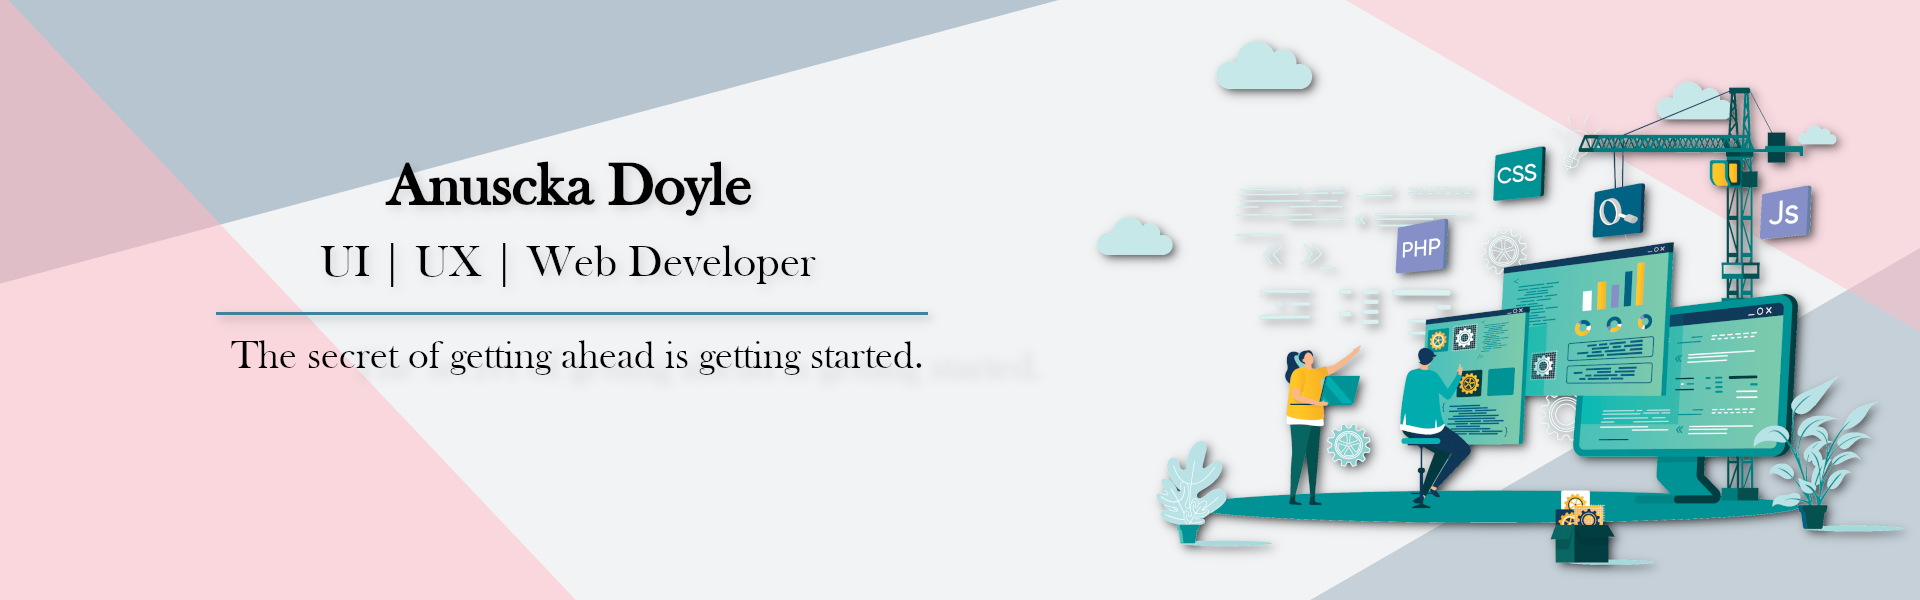 Anuscka Doyle
UI | UX | Web Developer
The secret of getting ahead is getting started.
CSS
Js
PHP